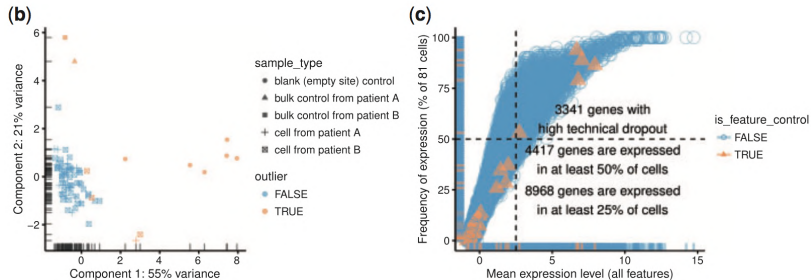 (b)
6
4
2
0
−2
Component 2: 21% variance
0
2
4
6
8
Component 1: 55% variance
sample_type
blank (empty site) control
bulk control from patient A
bulk control from patient B
cell from patient A
cell from patient B
outlier
FALSE
TRUE
(c)
100
75
50
25
0
Frequency of expression (% of 81 cells)
3341 genes with
high technical dropout
4417 genes are expressed
in at least 50% of cells
8968 genes are expressed
in at least 25% of cells
0
5
10
15
Mean expression level (all features)
is_feature_control
FALSE
TRUE